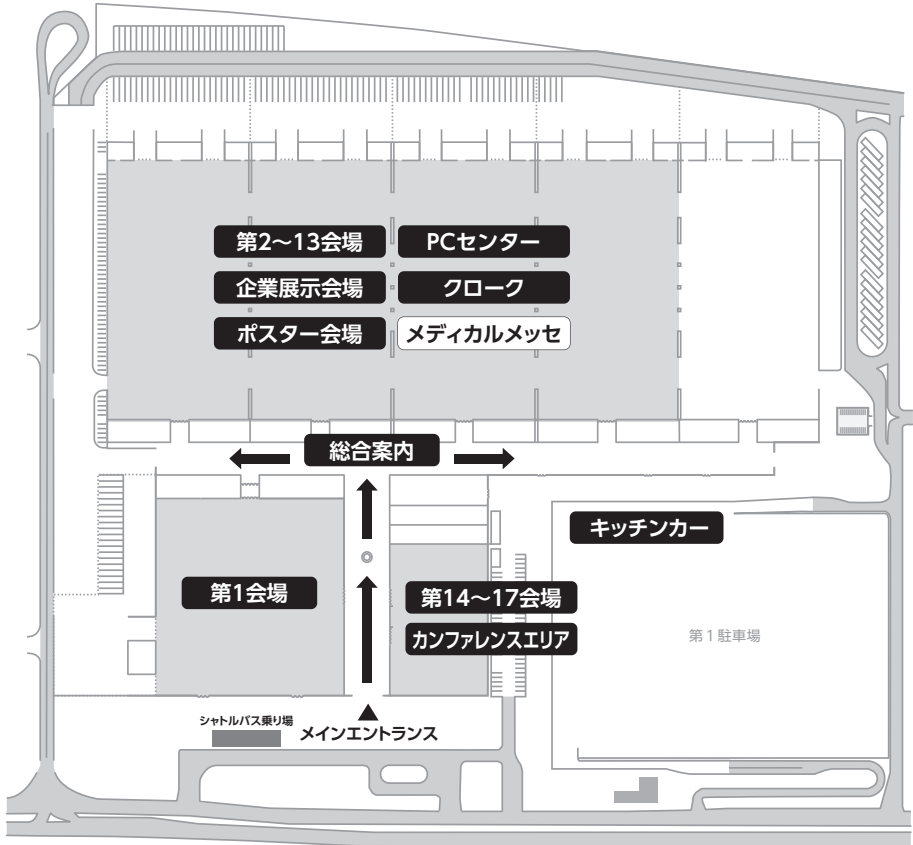 第2～13会場
PCセンター
企業展示会場
クローク
ポスター会場
メディカルメッセ
総合案内
キッチンカー
第1会場
第14～17会場
カンファレンスエリア
第1駐車場
シャトルバス乗り場
メインエントランス